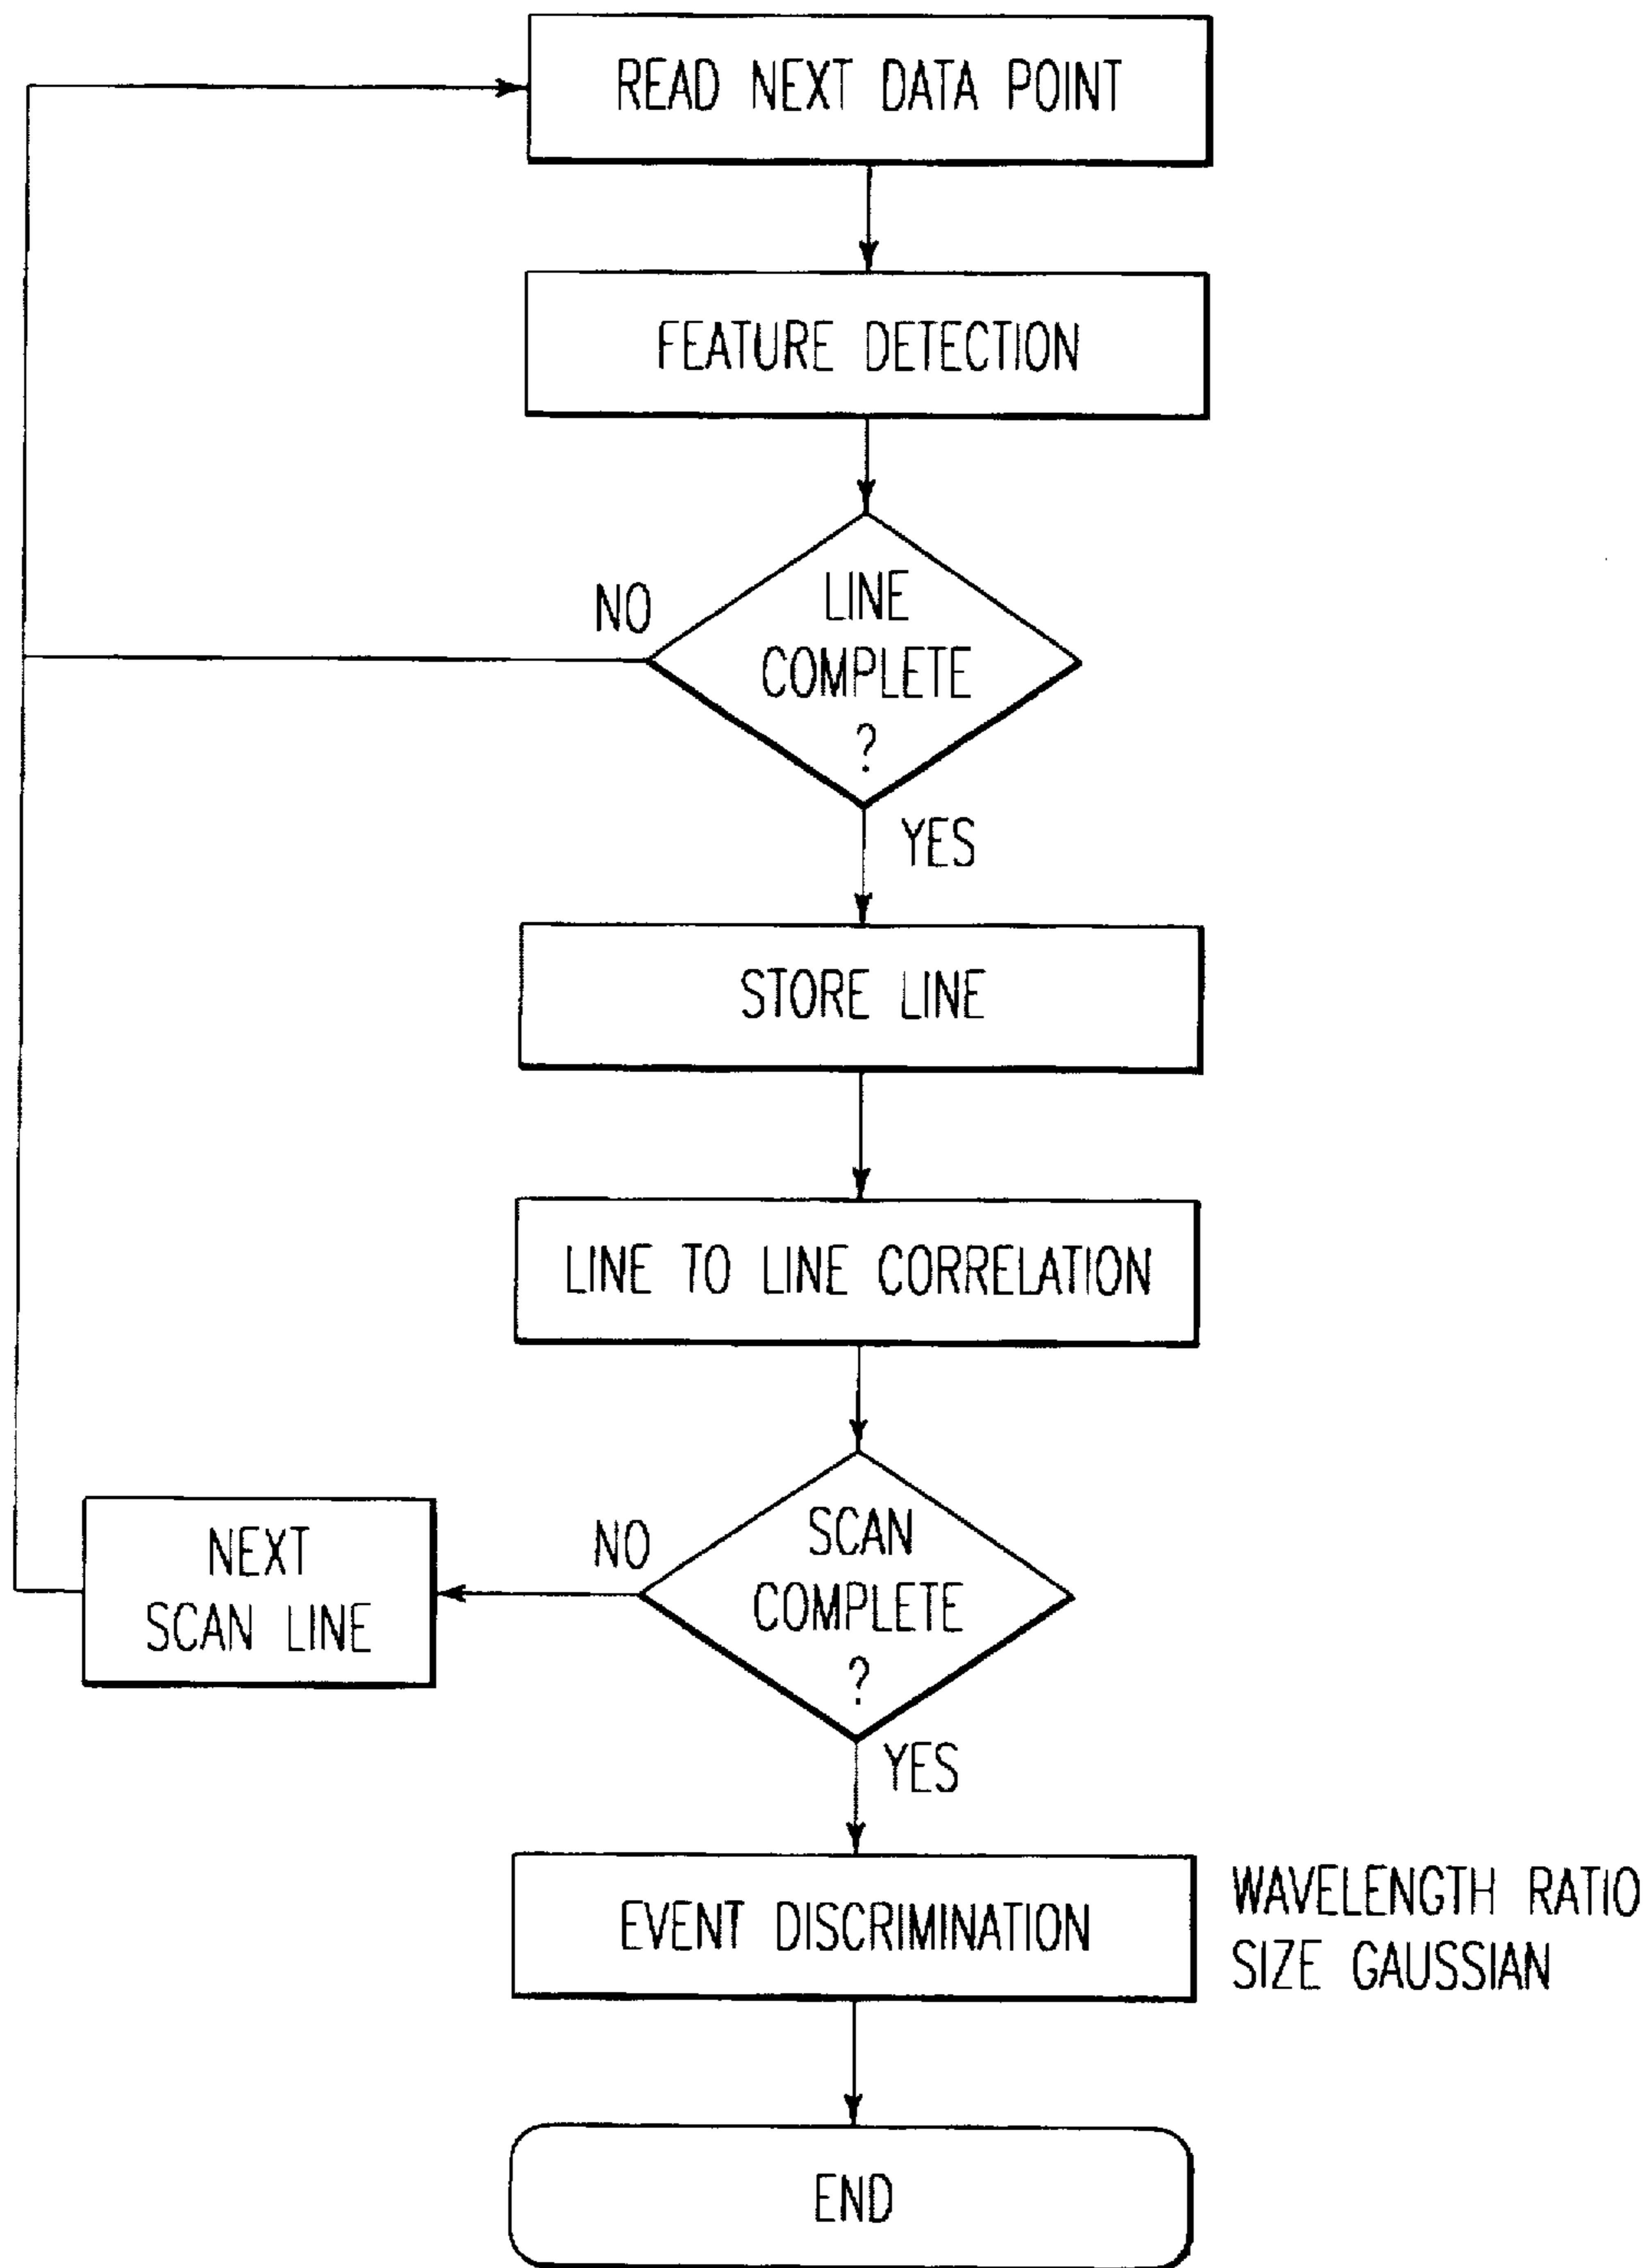 READ NEXT DATA POINT
FEATURE DETECTION
NO
LINE
COMPLETE
?
YES
STORE LINE
LINE TO LINE CORRELATION
NO
SCAN
COMPLETE
?
NEXT
SCAN LINE
YES
EVENT DISCRIMINATION
WAVELENGTH RATIO
SIZE GAUSSIAN
END